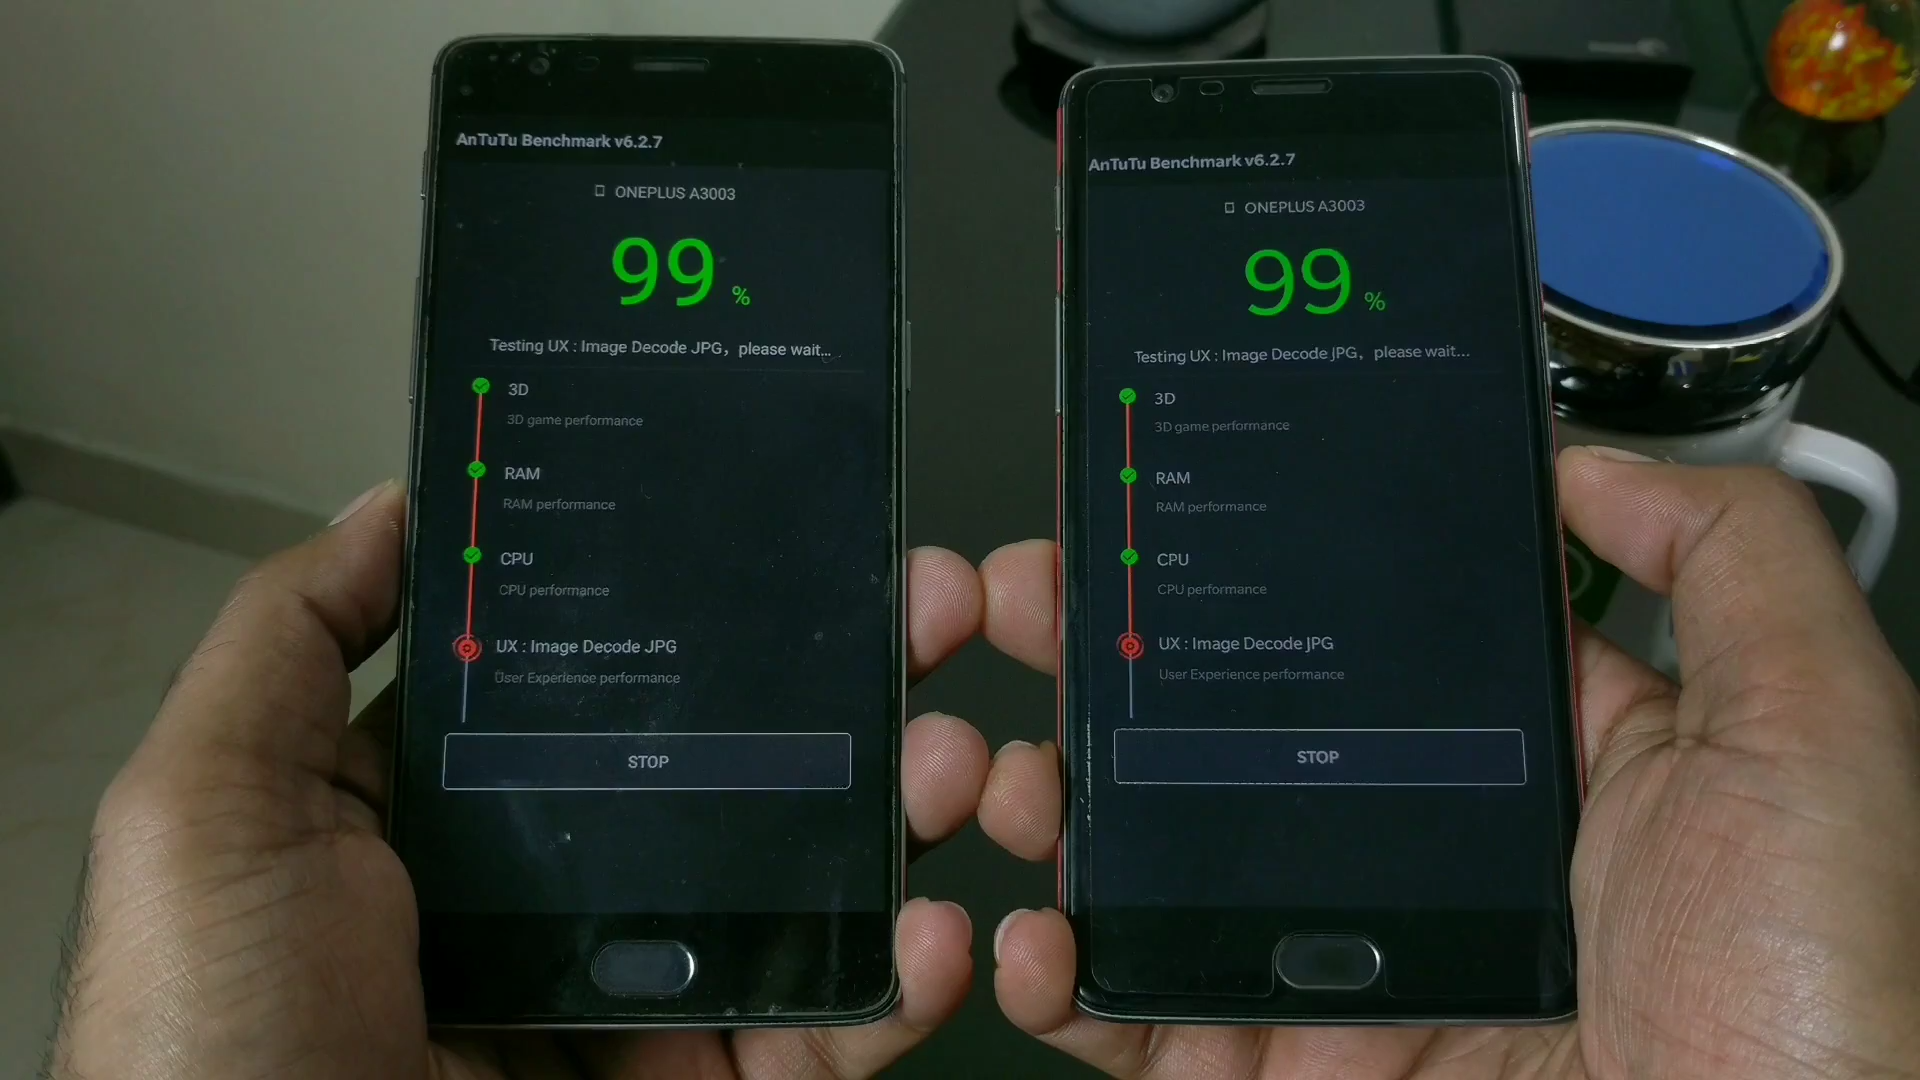 AnTuTu Benchmark v6.2.7
ONEPLUS A3003
99 %
Testing UX : Image Decode JPG，please wait...
3D
3D game performance
RAM
RAM performance
CPU
CPU performance
UX : Image Decode JPG
User Experience performance
STOP
AnTuTu Benchmark v6.2.7
ONEPLUS A3003
99 %
Testing UX : Image Decode JPG，please wait...
3D
3D game performance
RAM
RAM performance
CPU
CPU performance
UX : Image Decode JPG
User Experience performance
STOP